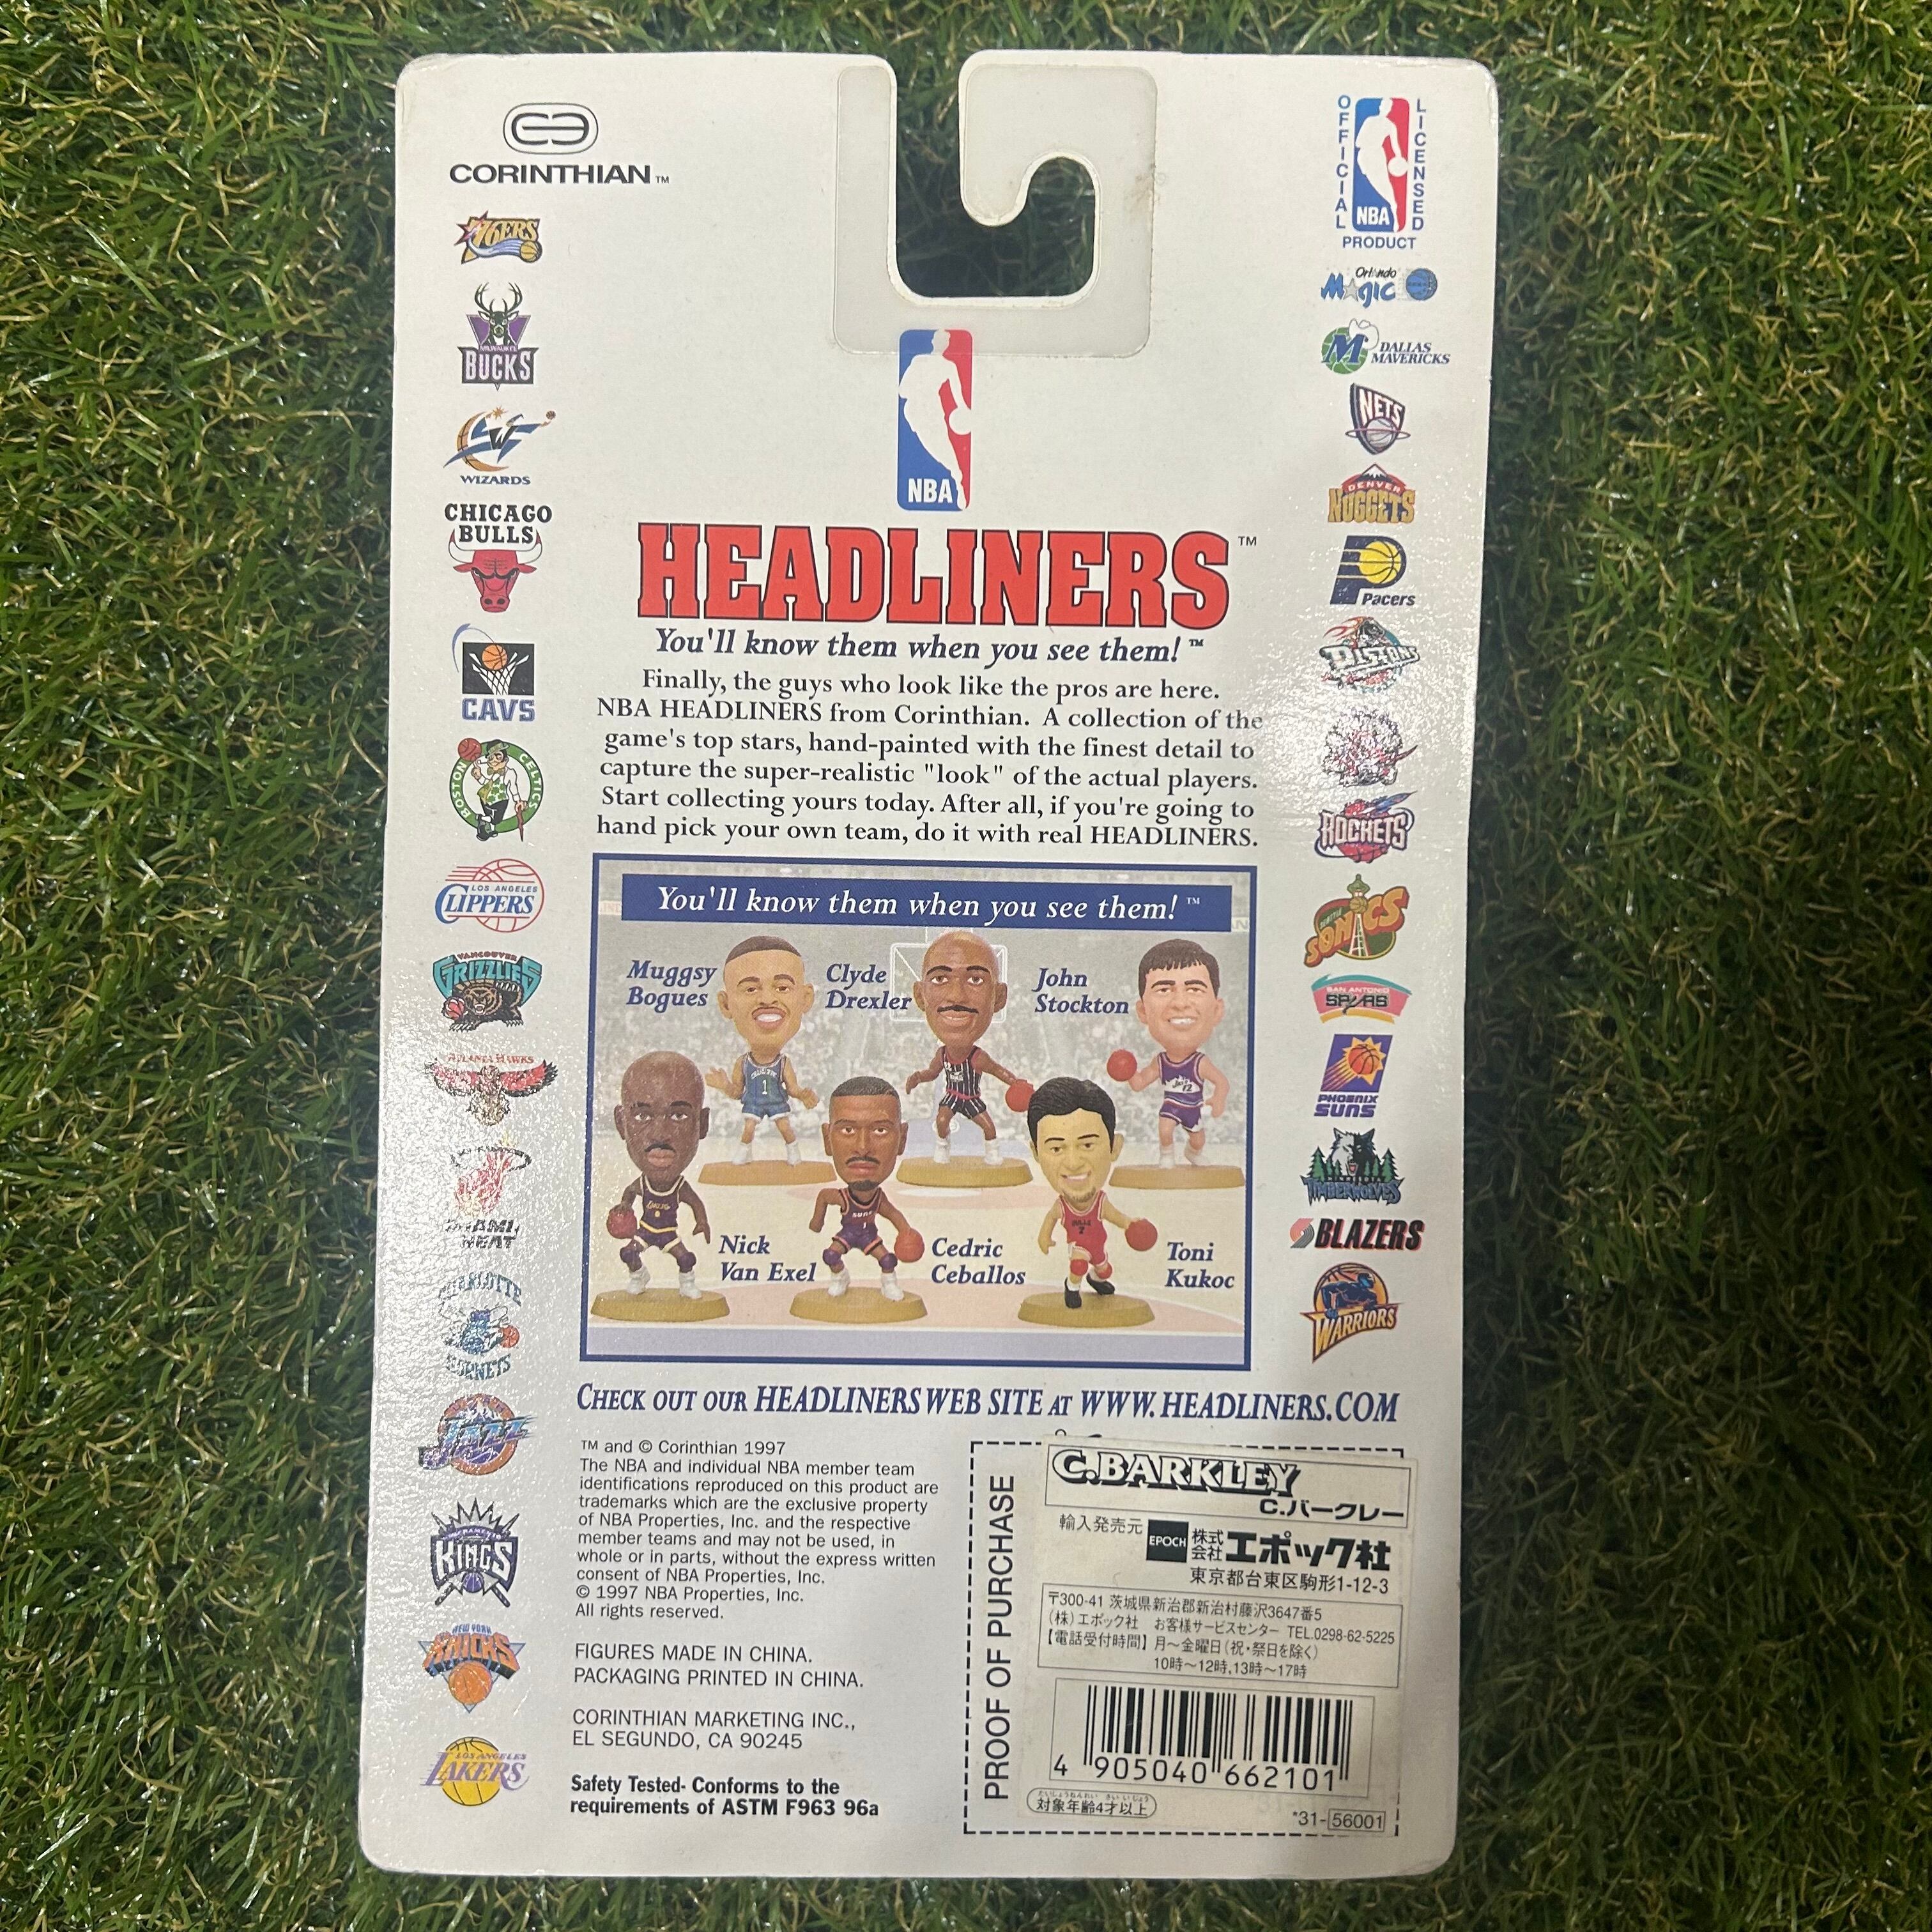 CORINTHIAN™
OFFICIAL
LICENSED
NBA
PRODUCT
76ERS
MILWAUKEE
BUCKS
WIZARDS
CHICAGO
BULLS
CAVS
BOSTON
CELTICS
LOS ANGELES
CLIPPERS
VANCOUVER
GRIZZLIES
ATLANTA HAWKS
MIAMI
HEAT
CHARLOTTE
HORNETS
JAZZ
SACRAMENTO
KINGS
NEW YORK
KNICKS
LOS ANGELES
LAKERS
Orlando
Magic
M DALLAS
MAVERICKS
NETS
DENVER
NUGGETS
Pacers
PISTONS
ROCKETS
SEATTLE
SONICS
SAN ANTONIO
SPURS
PHOENIX
SUNS
MINNESOTA
TIMBERWOLVES
BLAZERS
WARRIORS
NBA
HEADLINERS™
You'll know them when you see them!™
Finally, the guys who look like the pros are here.
NBA HEADLINERS from Corinthian. A collection of the
game's top stars, hand-painted with the finest detail to
capture the super-realistic "look" of the actual players.
Start collecting yours today. After all, if you're going to
hand pick your own team, do it with real HEADLINERS.
You'll know them when you see them!™
Muggsy
Bogues
Clyde
Drexler
John
Stockton
Nick
Van Exel
Cedric
Ceballos
Toni
Kukoc
CHECK OUT OUR HEADLINERS WEB SITE AT WWW.HEADLINERS.COM
TM and © Corinthian 1997
The NBA and individual NBA member team
identifications reproduced on this product are
trademarks which are the exclusive property
of NBA Properties, Inc. and the respective
member teams and may not be used, in
whole or in parts, without the express written
consent of NBA Properties, Inc.
© 1997 NBA Properties, Inc.
All rights reserved.
FIGURES MADE IN CHINA.
PACKAGING PRINTED IN CHINA.
CORINTHIAN MARKETING INC.,
EL SEGUNDO, CA 90245
Safety Tested- Conforms to the
requirements of ASTM F963 96a
PROOF OF PURCHASE
C.BARKLEY
C.バークレー
輸入発売元 EPOCH 株式会社エポック社
東京都台東区駒形1-12-3
〒300-41 茨城県新治郡新治村藤沢3647番5
(株)エポック社 お客様サービスセンター TEL.0298-62-5225
【電話受付時間】月〜金曜日(祝・祭日を除く)
10時〜12時,13時〜17時
4 905040 662101
対象年齢4才以上
*31-56001